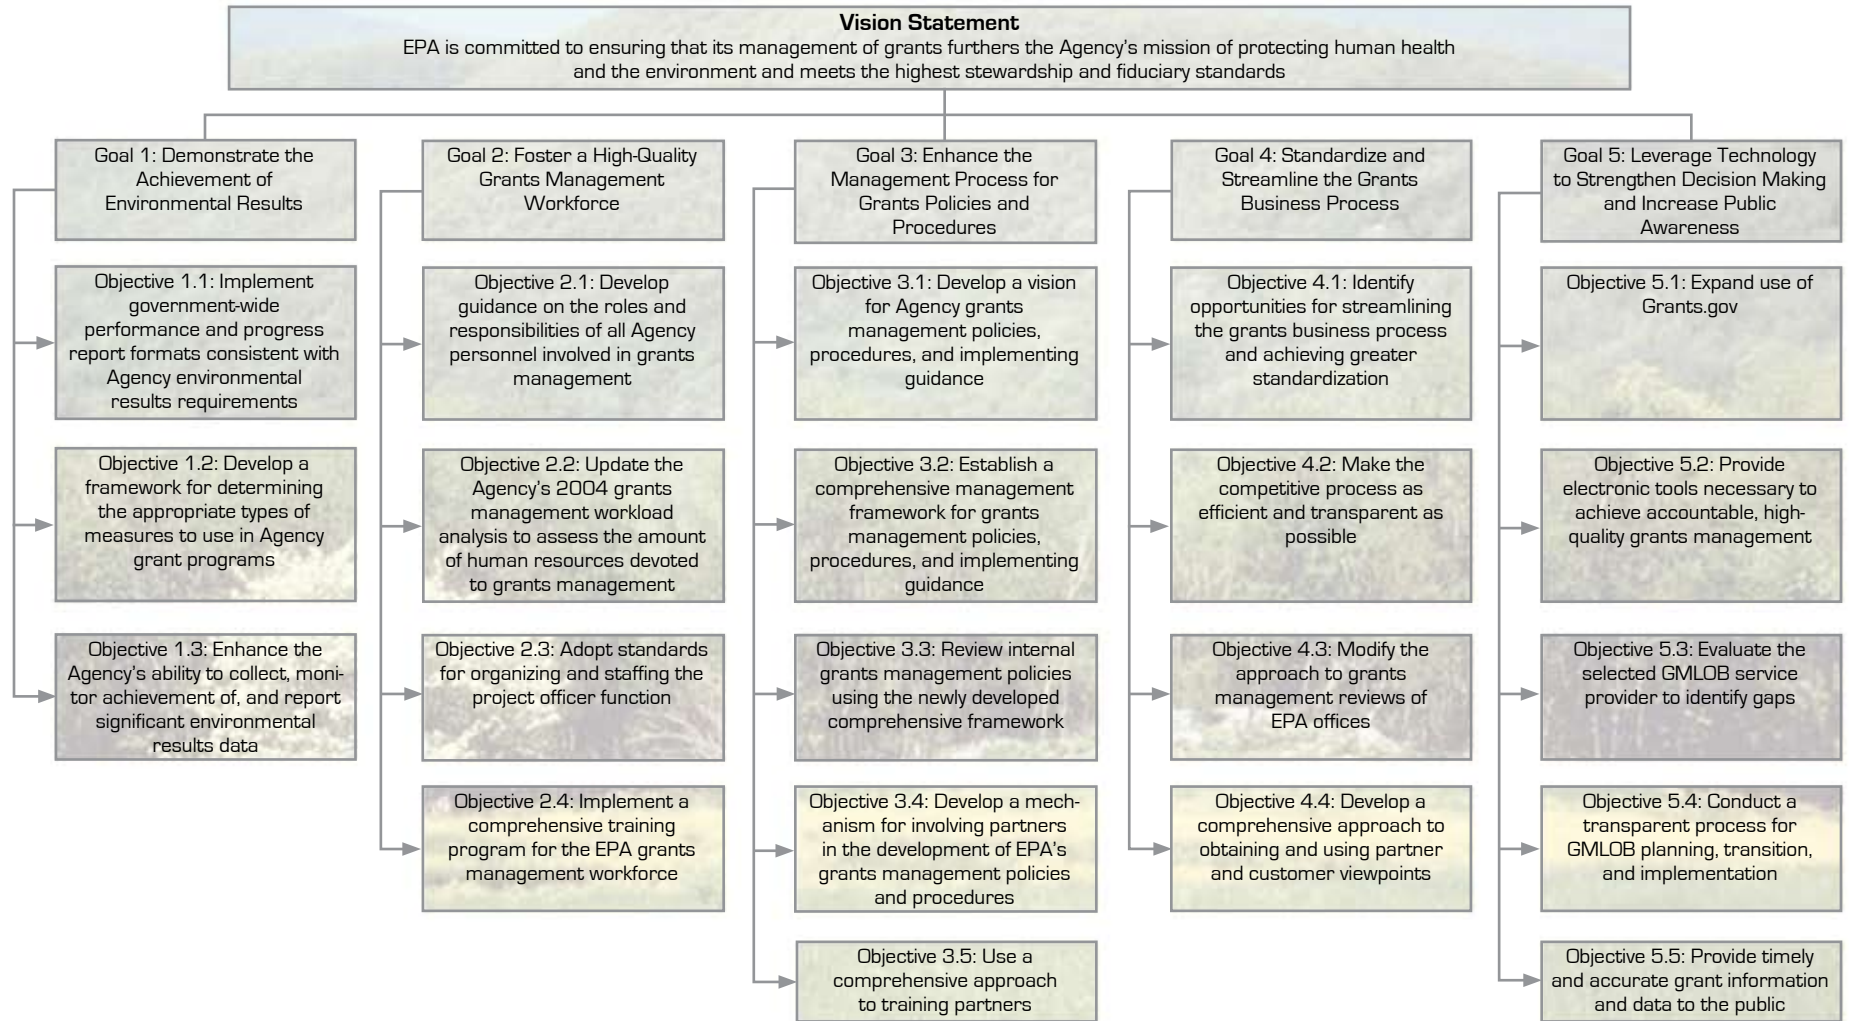 Vision Statement
EPA is committed to ensuring that its management of grants furthers the Agency's mission of protecting human health
and the environment and meets the highest stewardship and fiduciary standards
Goal 1: Demonstrate the
Achievement of
Environmental Results
Objective 1.1: Implement
government-wide
performance and progress
report formats consistent with
Agency environmental
results requirements
Objective 1.2: Develop a
framework for determining
the appropriate types of
measures to use in Agency
grant programs
Objective 1.3: Enhance the
Agency's ability to collect, moni-
tor achievement of, and report
significant environmental
results data
Goal 2: Foster a High-Quality
Grants Management
Workforce
Objective 2.1: Develop
guidance on the roles and
responsibilities of all Agency
personnel involved in grants
management
Objective 2.2: Update the
Agency's 2004 grants
management workload
analysis to assess the amount
of human resources devoted
to grants management
Objective 2.3: Adopt standards
for organizing and staffing the
project officer function
Objective 2.4: Implement a
comprehensive training
program for the EPA grants
management workforce
Goal 3: Enhance the
Management Process for
Grants Policies and
Procedures
Objective 3.1: Develop a vision
for Agency grants
management policies,
procedures, and implementing
guidance
Objective 3.2: Establish a
comprehensive management
framework for grants
management policies,
procedures, and implementing
guidance
Objective 3.3: Review internal
grants management policies
using the newly developed
comprehensive framework
Objective 3.4: Develop a mech-
anism for involving partners
in the development of EPA's
grants management policies
and procedures
Objective 3.5: Use a
comprehensive approach
to training partners
Goal 4: Standardize and
Streamline the Grants
Business Process
Objective 4.1: Identify
opportunities for streamlining
the grants business process
and achieving greater
standardization
Objective 4.2: Make the
competitive process as
efficient and transparent as
possible
Objective 4.3: Modify the
approach to grants
management reviews of
EPA offices
Objective 4.4: Develop a
comprehensive approach to
obtaining and using partner
and customer viewpoints
Goal 5: Leverage Technology
to Strengthen Decision Making
and Increase Public
Awareness
Objective 5.1: Expand use of
Grants.gov
Objective 5.2: Provide
electronic tools necessary to
achieve accountable, high-
quality grants management
Objective 5.3: Evaluate the
selected GMLOB service
provider to identify gaps
Objective 5.4: Conduct a
transparent process for
GMLOB planning, transition,
and implementation
Objective 5.5: Provide timely
and accurate grant information
and data to the public